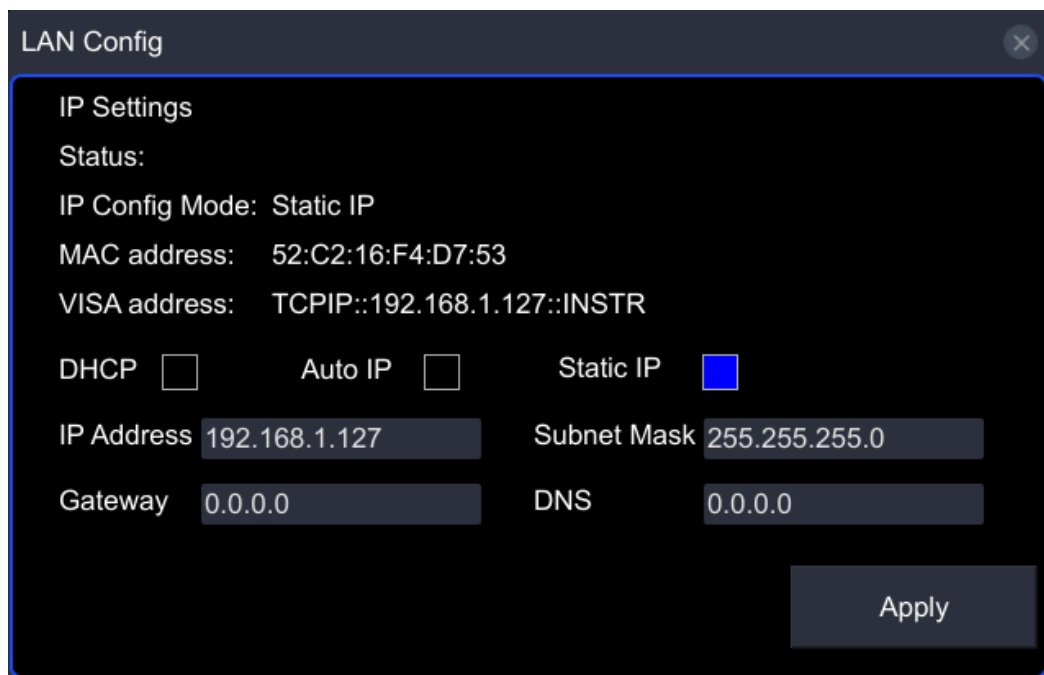 LAN Config
IP Settings
Status:
IP Config Mode: Static IP
MAC address: 52:C2:16:F4:D7:53
VISA address: TCPIP::192.168.1.127::INSTR
DHCP Auto IP Static IP
IP Address 192.168.1.127 Subnet Mask 255.255.255.0
Gateway 0.0.0.0 DNS 0.0.0.0
Apply